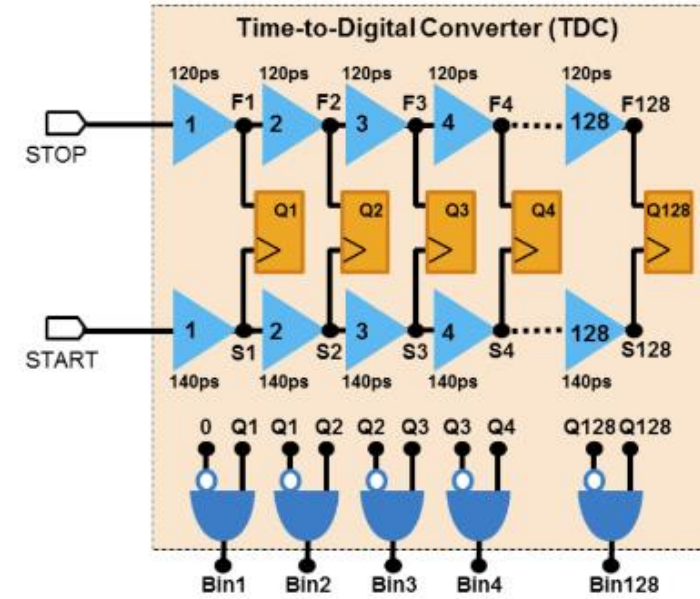 Time-to-Digital Converter (TDC)
120ps 120ps 120ps 120ps 120ps
1 F1 2 F2 3 F3 4 F4 128 F128
STOP
Q1 Q2 Q3 Q4 Q128
1 2 3 4 128
START
S1 S2 S3 S4 S128
140ps 140ps 140ps 140ps 140ps
0 Q1 Q1 Q2 Q2 Q3 Q3 Q4 Q128 Q128
Bin1 Bin2 Bin3 Bin4 Bin128